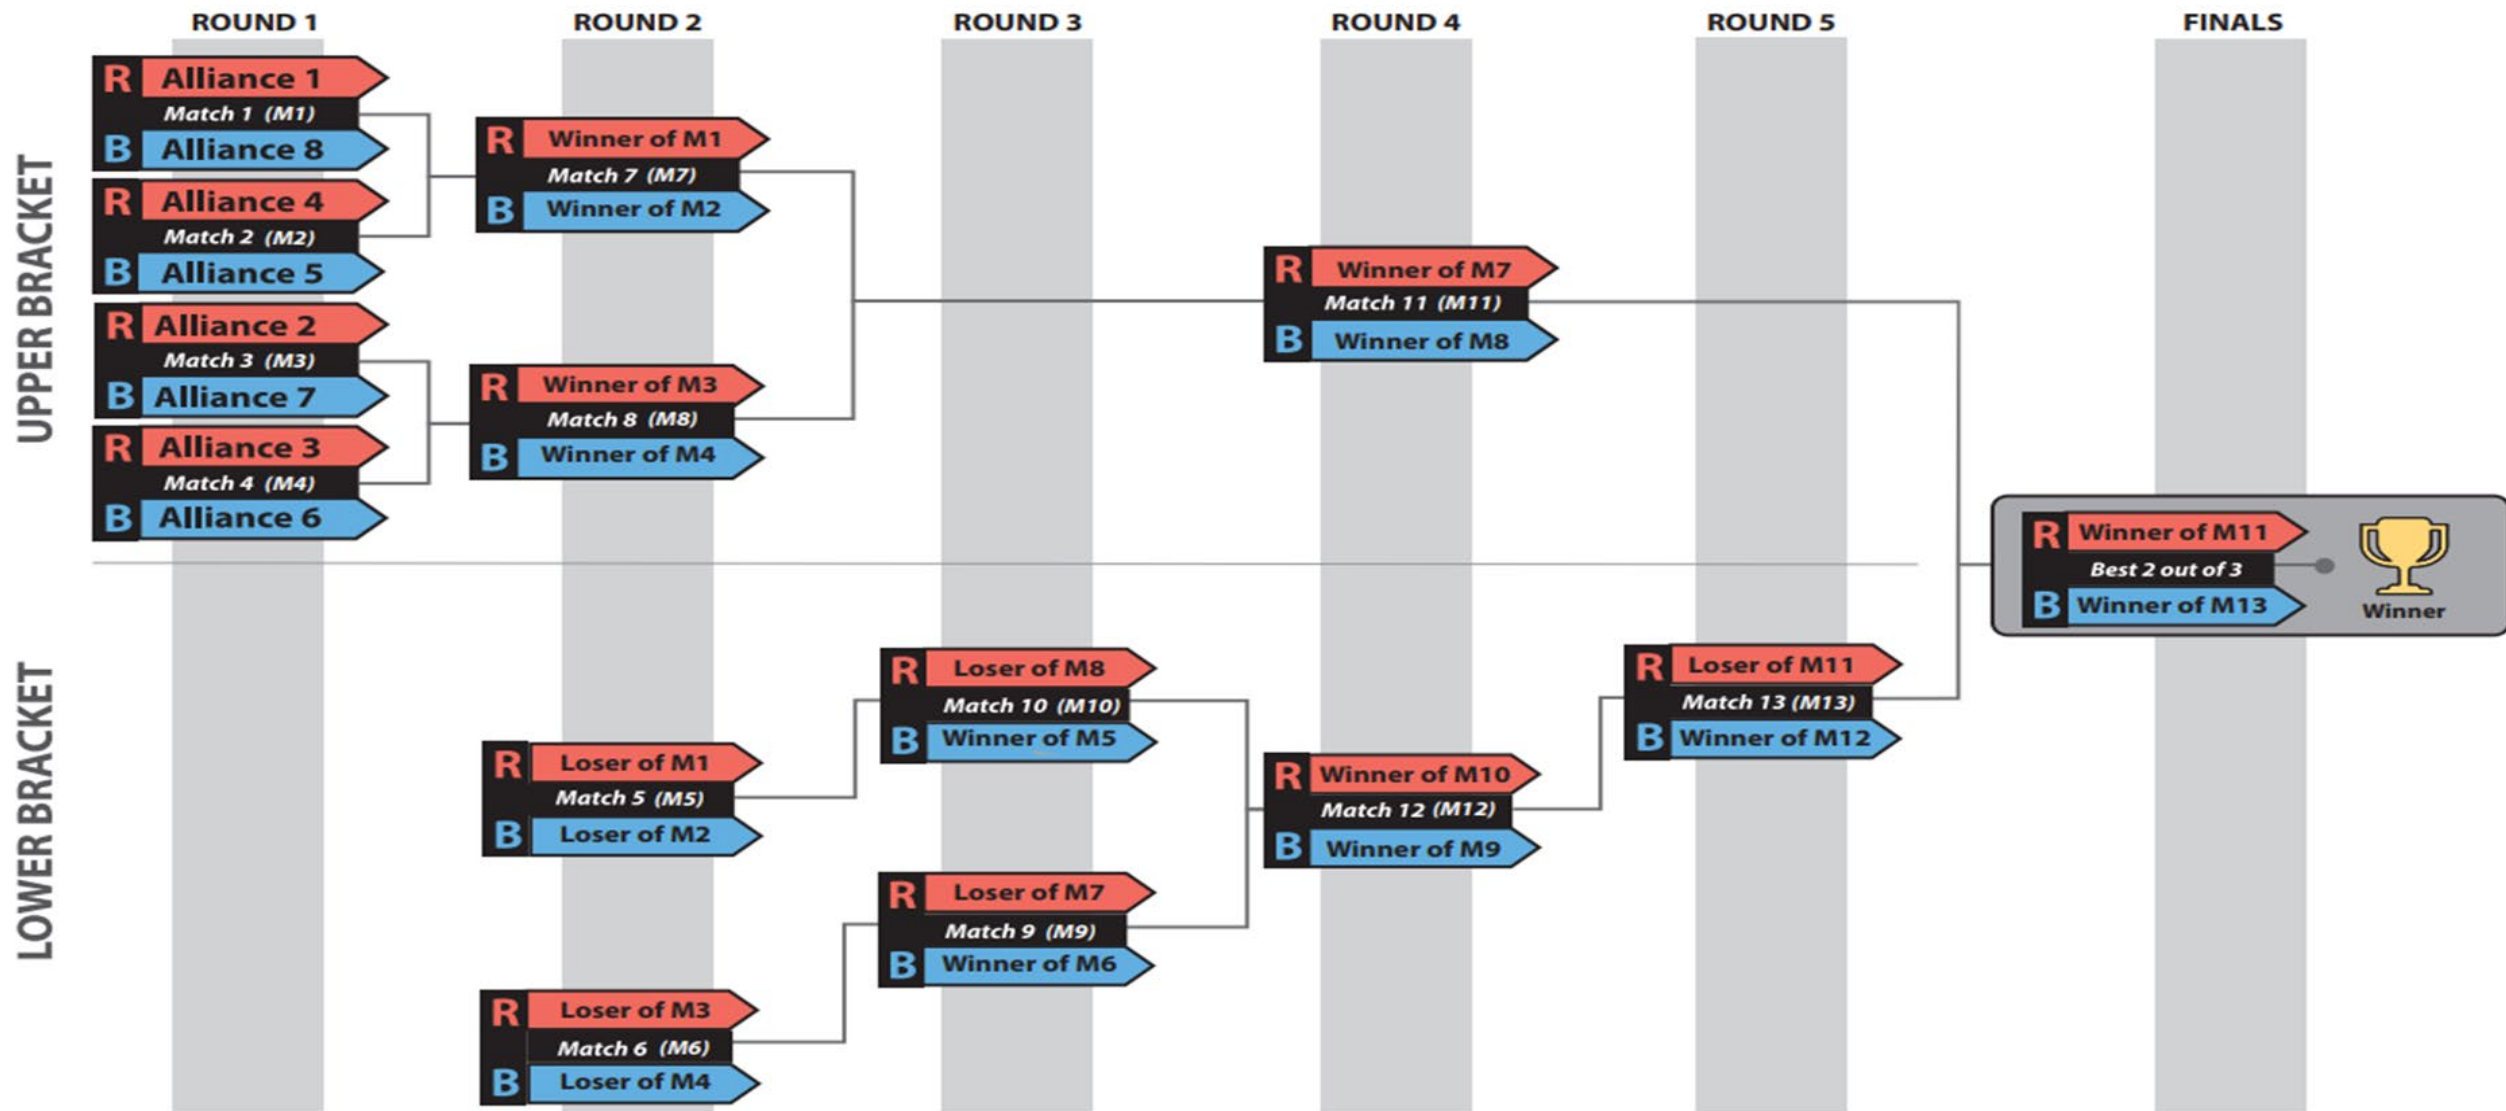 ROUND 1
ROUND 2
ROUND 3
ROUND 4
ROUND 5
FINALS
UPPER BRACKET
R Alliance 1
Match 1 (M1)
B Alliance 8
R Alliance 4
Match 2 (M2)
B Alliance 5
R Alliance 2
Match 3 (M3)
B Alliance 7
R Alliance 3
Match 4 (M4)
B Alliance 6
R Winner of M1
Match 7 (M7)
B Winner of M2
R Winner of M3
Match 8 (M8)
B Winner of M4
R Winner of M7
Match 11 (M11)
B Winner of M8
R Winner of M11
Best 2 out of 3
B Winner of M13
Winner
LOWER BRACKET
R Loser of M1
Match 5 (M5)
B Loser of M2
R Loser of M3
Match 6 (M6)
B Loser of M4
R Loser of M8
Match 10 (M10)
B Winner of M5
R Loser of M7
Match 9 (M9)
B Winner of M6
R Winner of M10
Match 12 (M12)
B Winner of M9
R Loser of M11
Match 13 (M13)
B Winner of M12